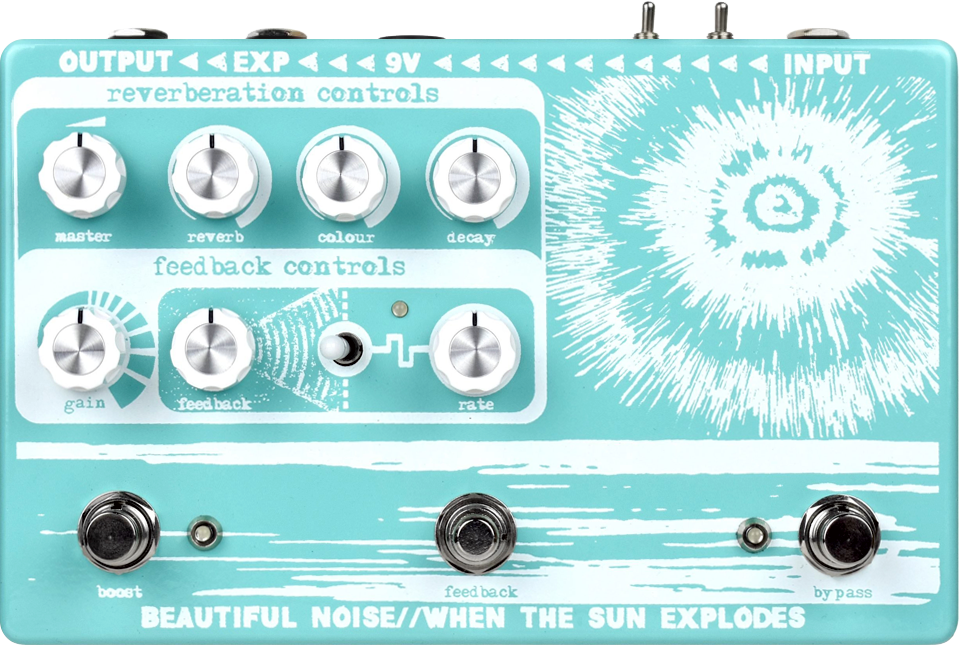 OUTPUT EXP 9V INPUT
reverberation controls
master reverb colour decay
feedback controls
gain feedback rate
boost feedback bypass
BEAUTIFUL NOISE//WHEN THE SUN EXPLODES